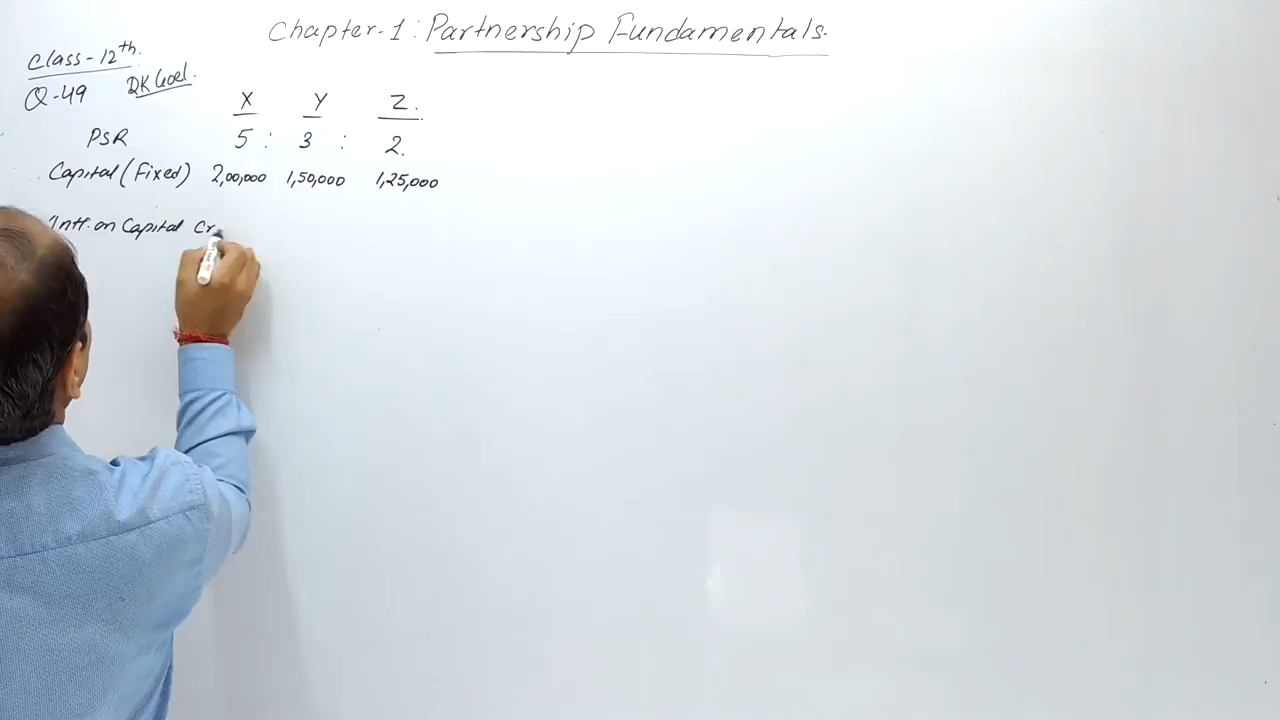 Chapter-1: Partnership Fundamentals.
Class-12th.
Q-49 DK Goel.
X Y Z.
PSR 5 : 3 : 2.
Capital (Fixed) 2,00,000 1,50,000 1,25,000
Intt. on Capital Cr